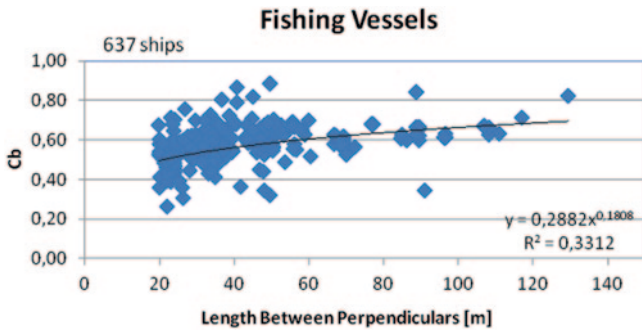 Fishing Vessels
637 ships
1,00
0,80
0,60
0,40
0,20
0,00
Cb
y = 0,2882x^0,1808
R² = 0,3312
0 20 40 60 80 100 120 140
Length Between Perpendiculars [m]